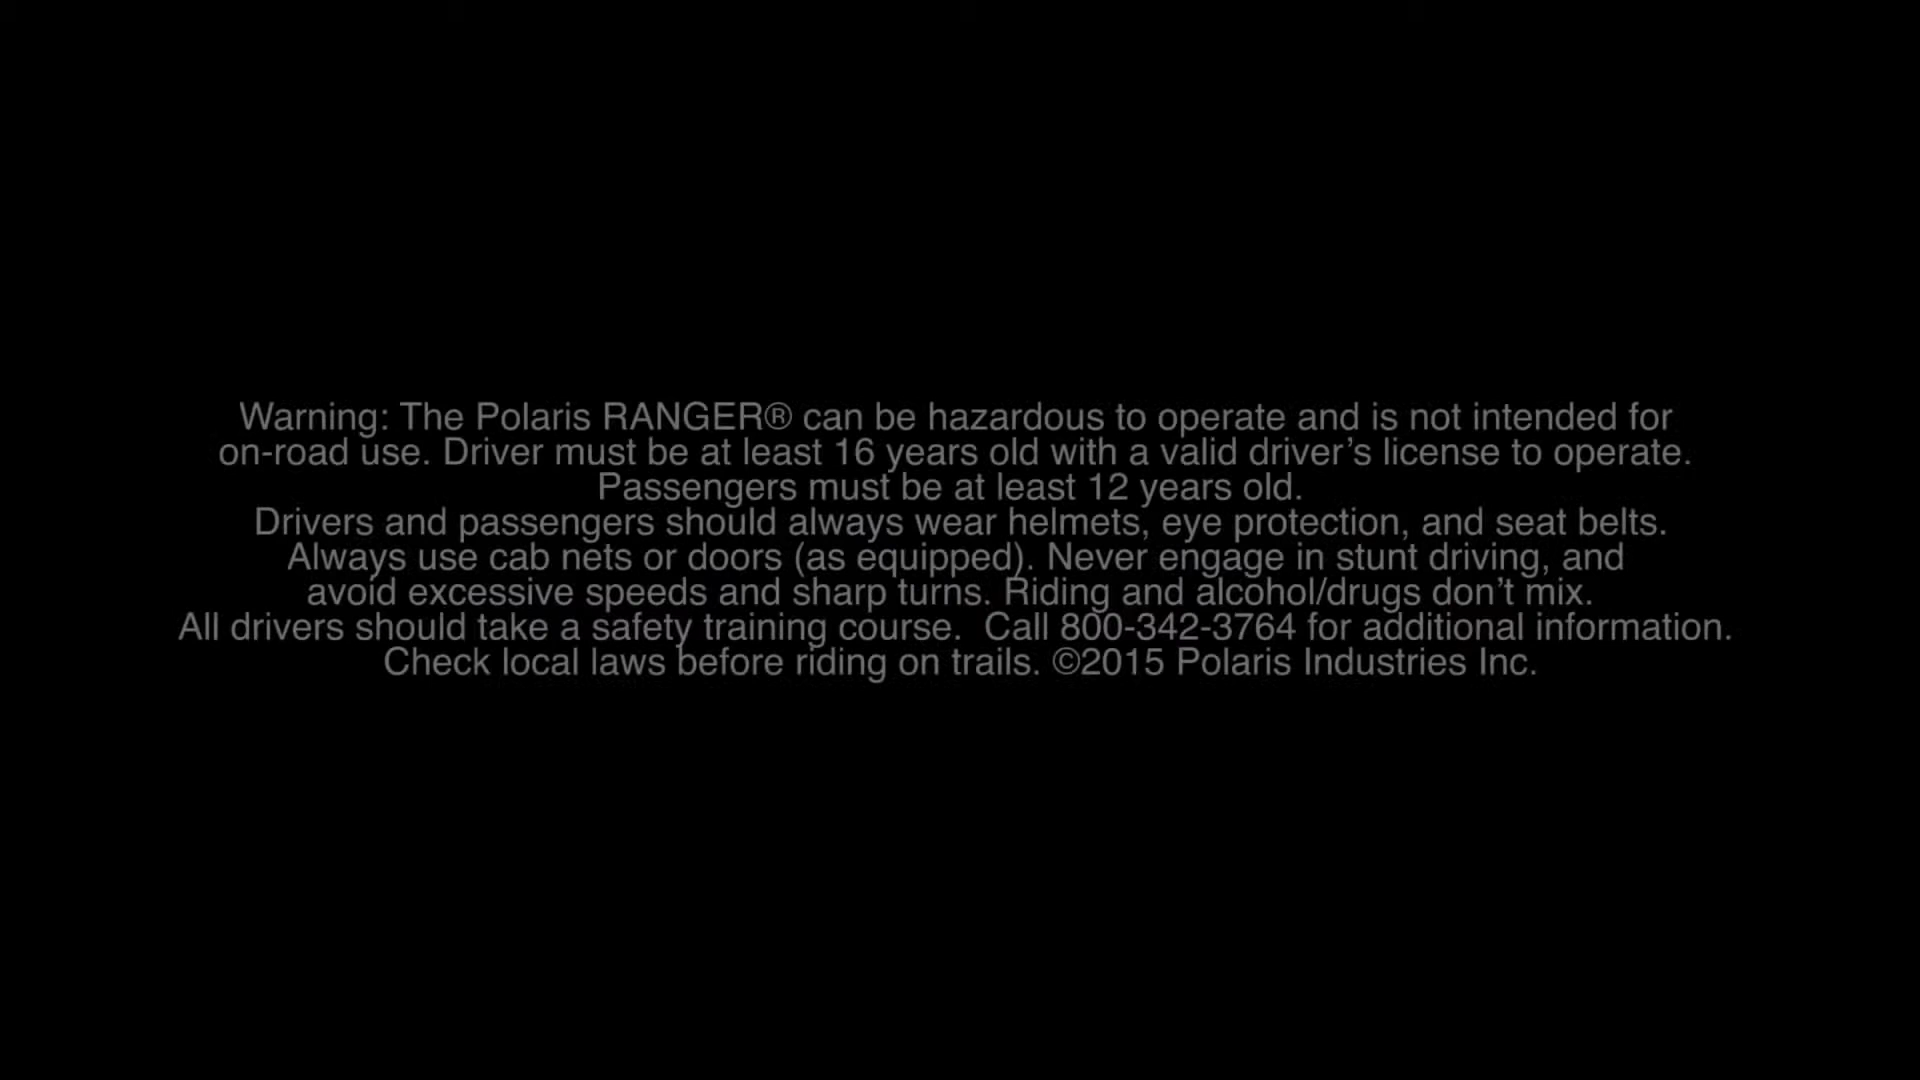 Warning: The Polaris RANGER® can be hazardous to operate and is not intended for
on-road use. Driver must be at least 16 years old with a valid driver’s license to operate.
Passengers must be at least 12 years old.
Drivers and passengers should always wear helmets, eye protection, and seat belts.
Always use cab nets or doors (as equipped). Never engage in stunt driving, and
avoid excessive speeds and sharp turns. Riding and alcohol/drugs don’t mix.
All drivers should take a safety training course.  Call 800-342-3764 for additional information.
Check local laws before riding on trails. ©2015 Polaris Industries Inc.